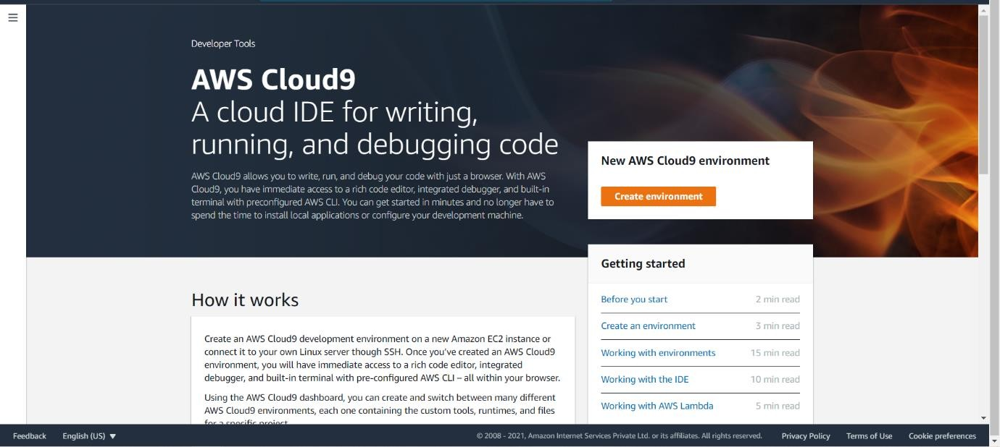 Developer Tools
AWS Cloud9
A cloud IDE for writing,
running, and debugging code
AWS Cloud9 allows you to write, run, and debug your code with just a browser. With AWS
Cloud9, you have immediate access to a rich code editor, integrated debugger, and built-in
terminal with preconfigured AWS CLI. You can get started in minutes and no longer have to
spend the time to install local applications or configure your development machine.
New AWS Cloud9 environment
Create environment
Getting started
Before you start 2 min read
Create an environment 3 min read
Working with environments 15 min read
Working with the IDE 10 min read
Working with AWS Lambda 5 min read
How it works
Create an AWS Cloud9 development environment on a new Amazon EC2 instance or
connect it to your own Linux server though SSH. Once you've created an AWS Cloud9
environment, you will have immediate access to a rich code editor, integrated
debugger, and built-in terminal with pre-configured AWS CLI – all within your browser.
Using the AWS Cloud9 dashboard, you can create and switch between many different
AWS Cloud9 environments, each one containing the custom tools, runtimes, and files
for a specific project.
Feedback English (US) © 2008 - 2021, Amazon Internet Services Private Ltd. or its affiliates. All rights reserved. Privacy Policy Terms of Use Cookie preferences